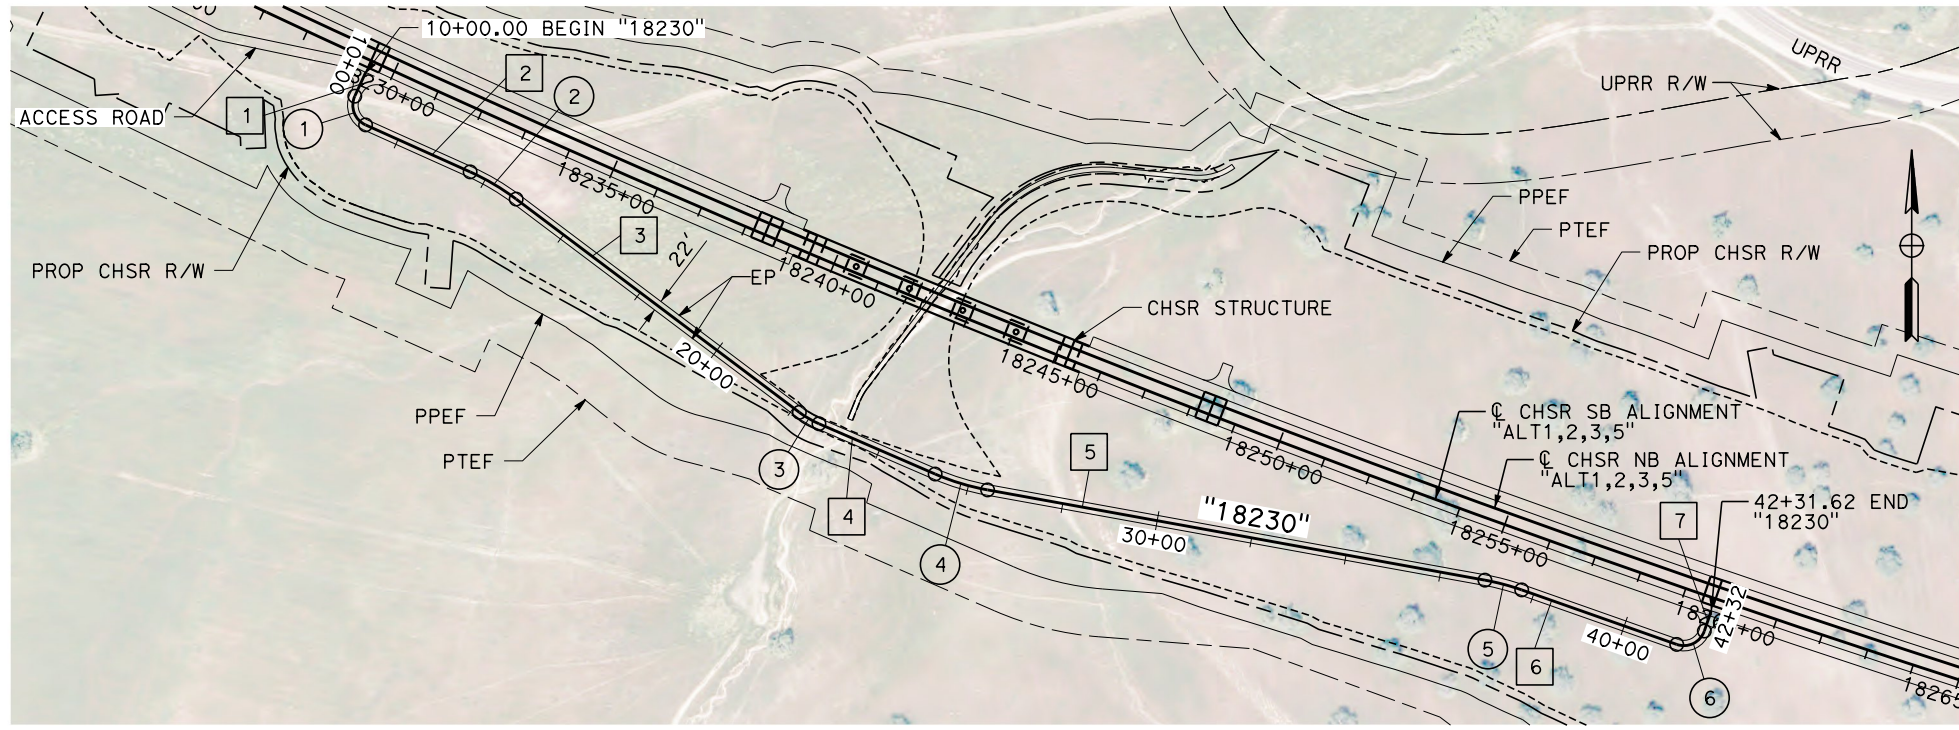 10+00.00 BEGIN "18230"
UPRR
UPRR R/W
10+00
18230+00
2
2
ACCESS ROAD
1
1
18235+00
PPEF
PTEF
3
22'
PROP CHSR R/W
PROP CHSR R/W
EP
18240+00
CHSR STRUCTURE
20+00
18245+00
PPEF
℄ CHSR SB ALIGNMENT
"ALT1,2,3,5"
PTEF
3
5
18250+00
℄ CHSR NB ALIGNMENT
"ALT1,2,3,5"
4
"18230"
42+31.62 END
"18230"
7
30+00
18255+00
4
42+32
40+00
5
6
6